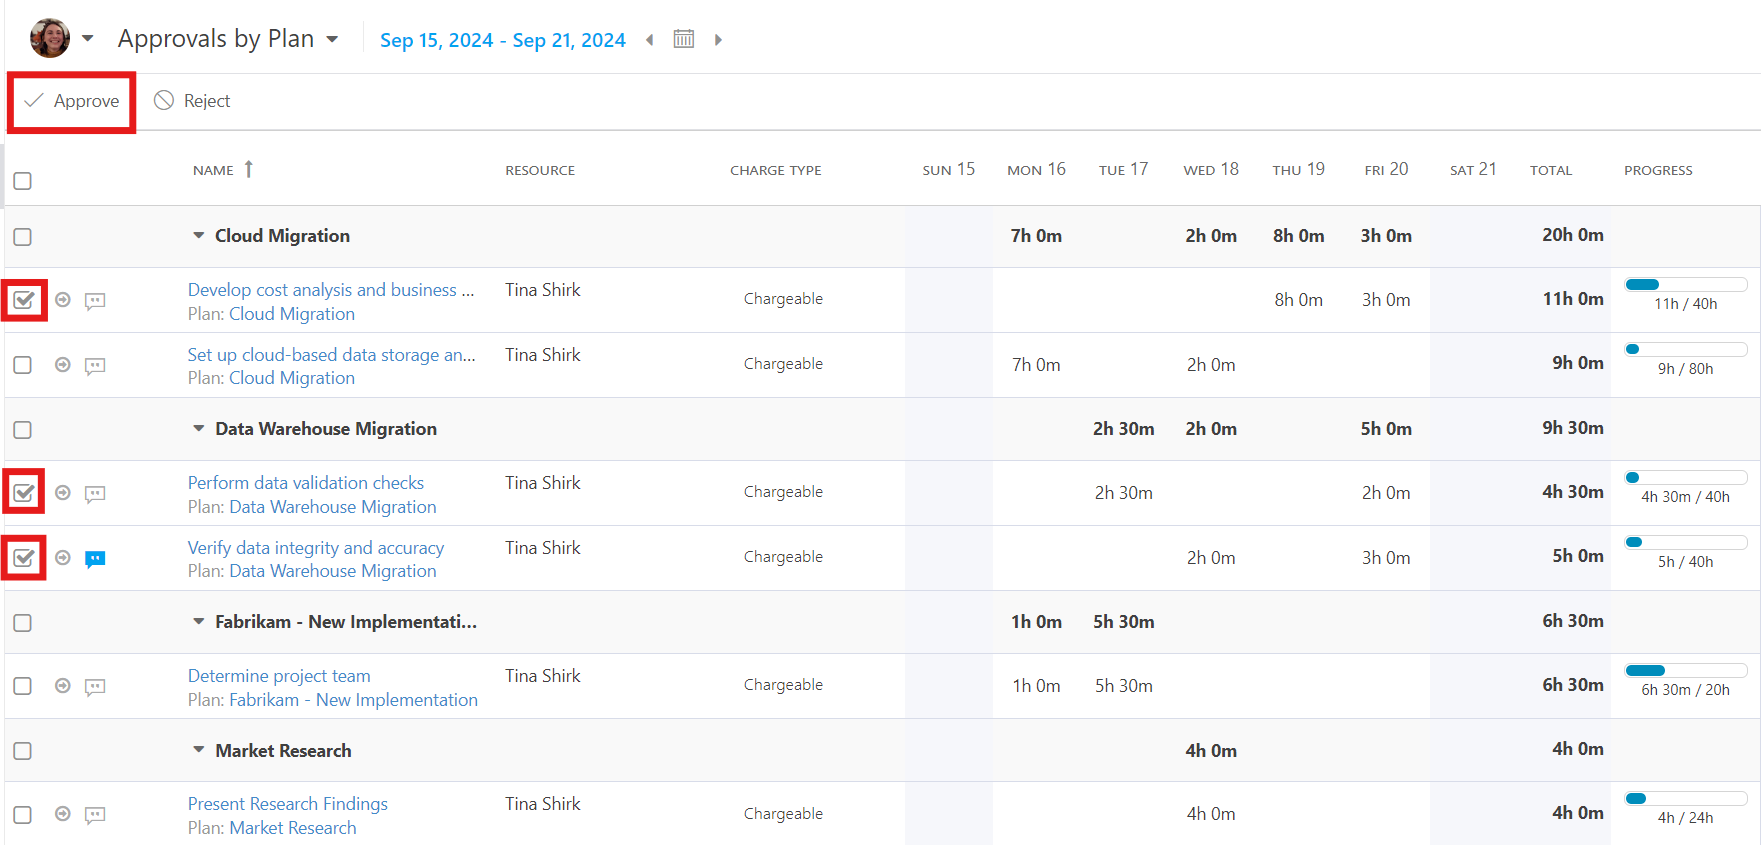 Approvals by Plan Sep 15, 2024 - Sep 21, 2024
Approve Reject
NAME RESOURCE CHARGE TYPE SUN 15 MON 16 TUE 17 WED 18 THU 19 FRI 20 SAT 21 TOTAL PROGRESS
Cloud Migration 7h 0m 2h 0m 8h 0m 3h 0m 20h 0m
Develop cost analysis and business ... Tina Shirk Chargeable 8h 0m 3h 0m 11h 0m 11h / 40h
Plan: Cloud Migration
Set up cloud-based data storage an... Tina Shirk Chargeable 7h 0m 2h 0m 9h 0m 9h / 80h
Plan: Cloud Migration
Data Warehouse Migration 2h 30m 2h 0m 5h 0m 9h 30m
Perform data validation checks Tina Shirk Chargeable 2h 30m 2h 0m 4h 30m 4h 30m / 40h
Plan: Data Warehouse Migration
Verify data integrity and accuracy Tina Shirk Chargeable 2h 0m 3h 0m 5h 0m 5h / 40h
Plan: Data Warehouse Migration
Fabrikam - New Implementati... 1h 0m 5h 30m 6h 30m
Determine project team Tina Shirk Chargeable 1h 0m 5h 30m 6h 30m 6h 30m / 20h
Plan: Fabrikam - New Implementation
Market Research 4h 0m 4h 0m
Present Research Findings Tina Shirk Chargeable 4h 0m 4h 0m 4h / 24h
Plan: Market Research